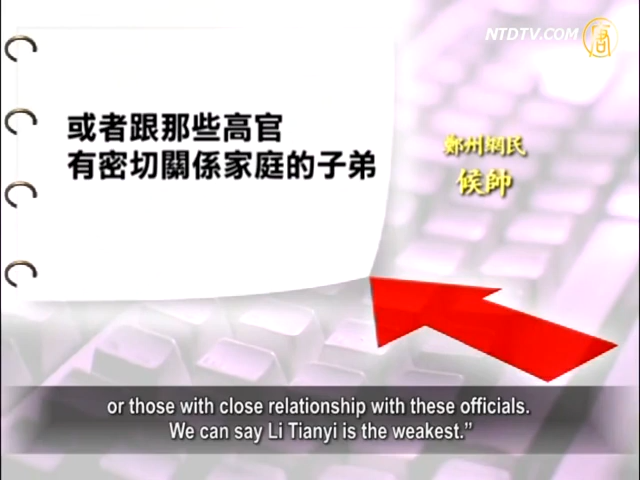 NTDTV.COM
或者跟那些高官
有密切關係家庭的子弟
鄭州網民
候帥
or those with close relationship with these officials.
We can say Li Tianyi is the weakest.”